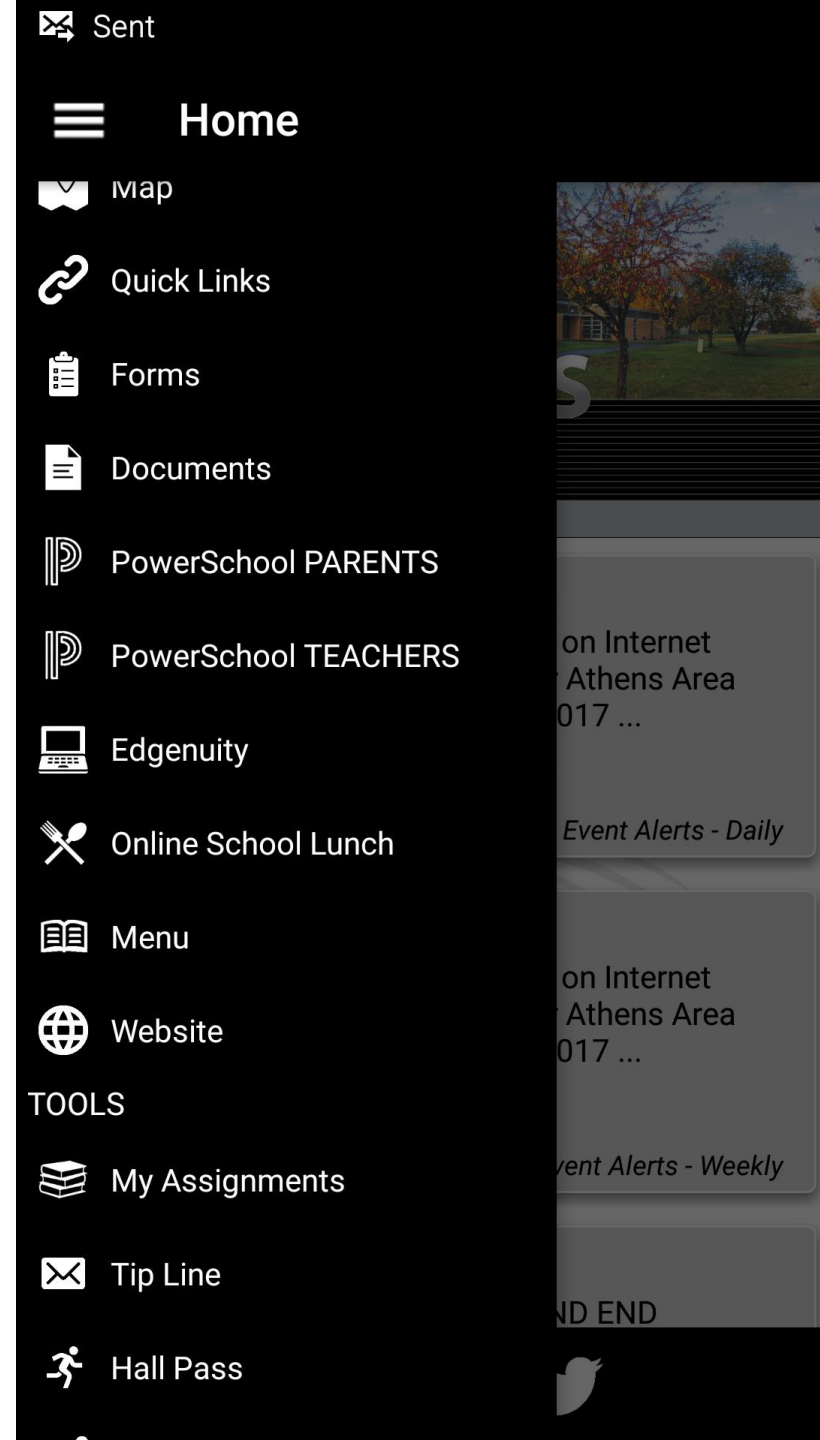 Sent
Home
Map
Quick Links
Forms
Documents
PowerSchool PARENTS
PowerSchool TEACHERS
Edgenuity
Online School Lunch
Menu
Website
TOOLS
My Assignments
Tip Line
Hall Pass
S
on Internet
Athens Area
017 ...
Event Alerts - Daily
on Internet
Athens Area
017 ...
vent Alerts - Weekly
ND END